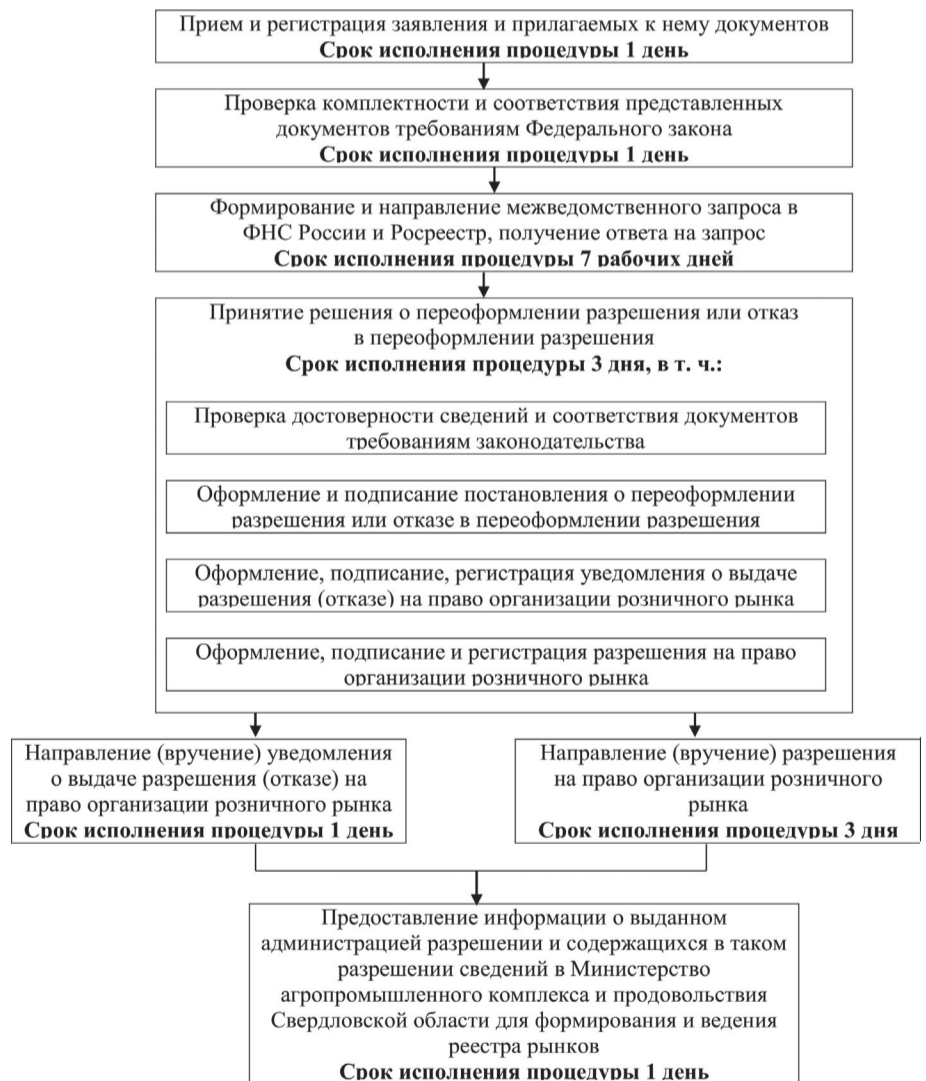 Прием и регистрация заявления и прилагаемых к нему документов
Срок исполнения процедуры 1 день
Проверка комплектности и соответствия представленных
документов требованиям Федерального закона
Срок исполнения процедуры 1 день
Формирование и направление межведомственного запроса в
ФНС России и Росреестр, получение ответа на запрос
Срок исполнения процедуры 7 рабочих дней
Принятие решения о переоформлении разрешения или отказ
в переоформлении разрешения
Срок исполнения процедуры 3 дня, в т. ч.:
Проверка достоверности сведений и соответствия документов
требованиям законодательства
Оформление и подписание постановления о переоформлении
разрешения или отказе в переоформлении разрешения
Оформление, подписание, регистрация уведомления о выдаче
разрешения (отказе) на право организации розничного рынка
Оформление, подписание и регистрация разрешения на право
организации розничного рынка
Направление (вручение) уведомления
о выдаче разрешения (отказе) на
право организации розничного рынка
Срок исполнения процедуры 1 день
Направление (вручение) разрешения
на право организации розничного
рынка
Срок исполнения процедуры 3 дня
Предоставление информации о выданном
администрацией разрешении и содержащихся в таком
разрешении сведений в Министерство
агропромышленного комплекса и продовольствия
Свердловской области для формирования и ведения
реестра рынков
Срок исполнения процедуры 1 день